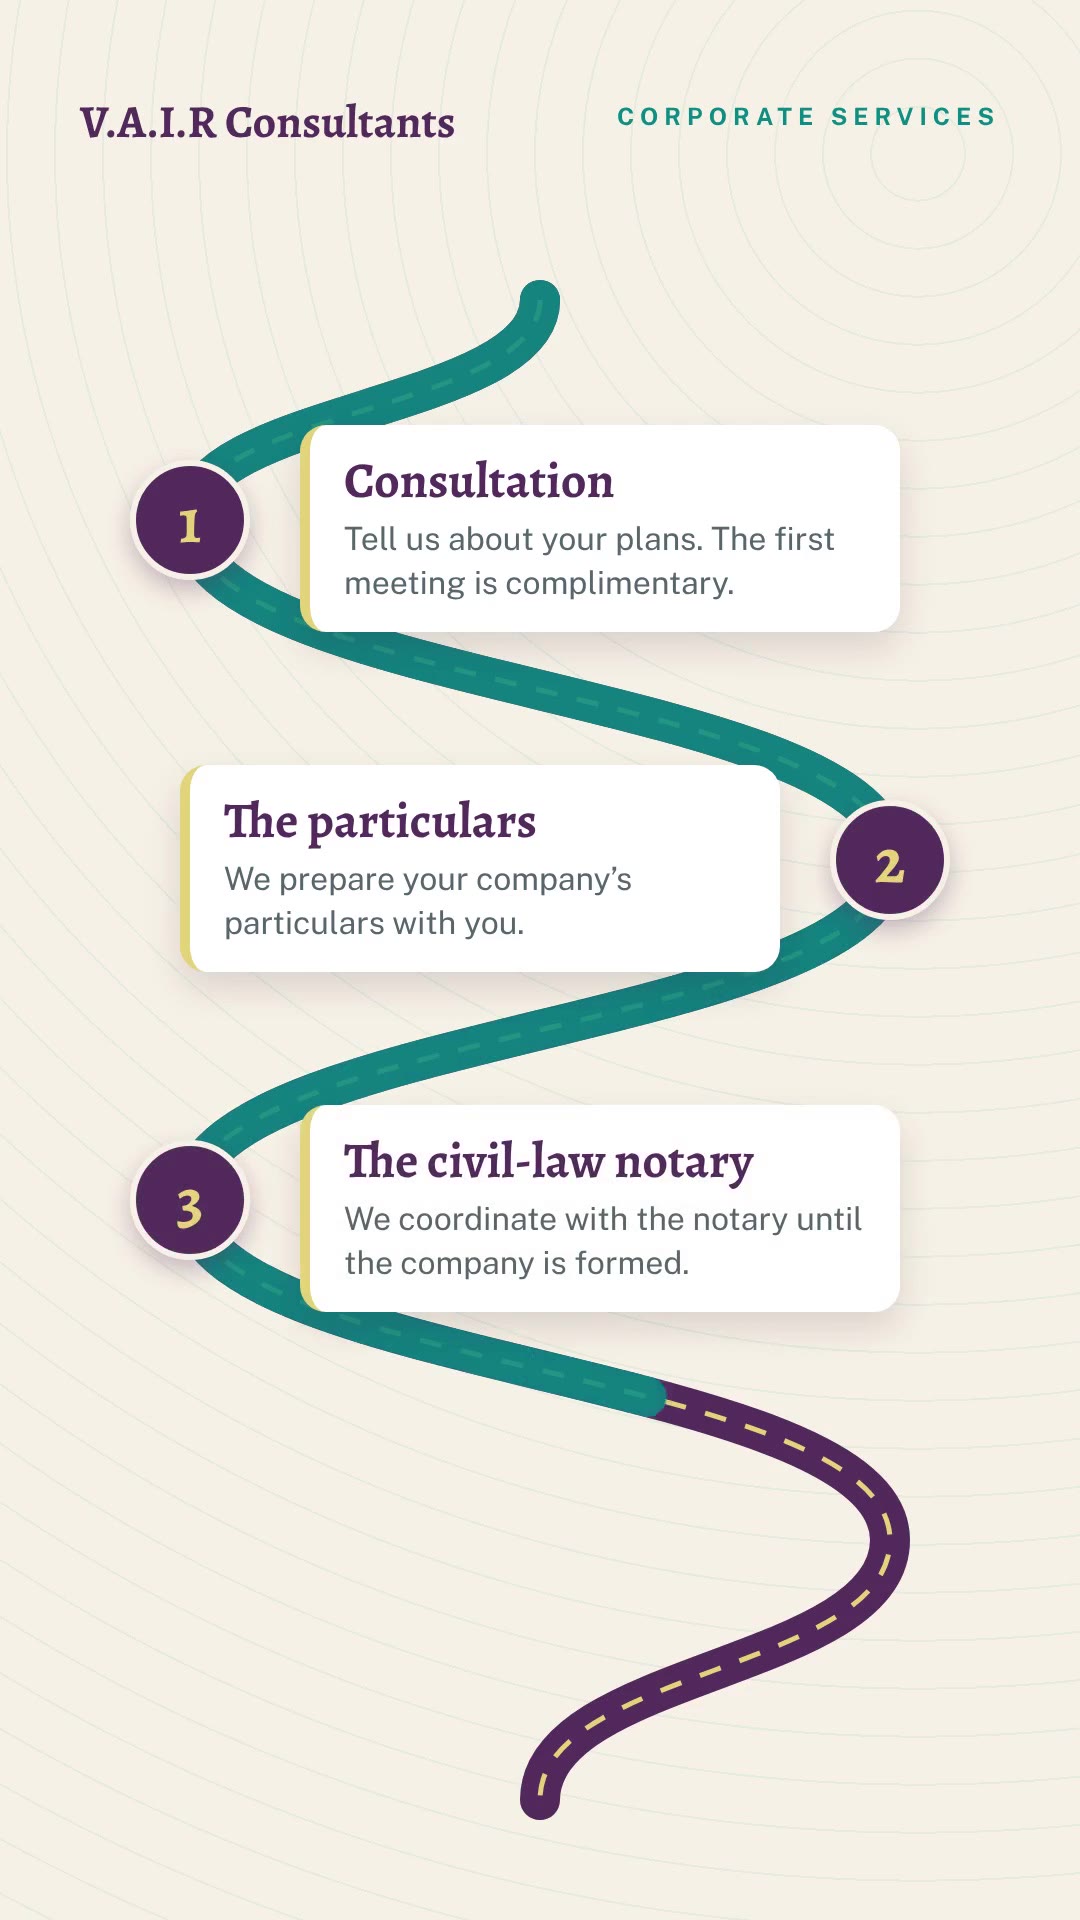 V.A.I.R Consultants
CORPORATE SERVICES
1
Consultation
Tell us about your plans. The first
meeting is complimentary.
The particulars
We prepare your company’s
particulars with you.
2
3
The civil-law notary
We coordinate with the notary until
the company is formed.